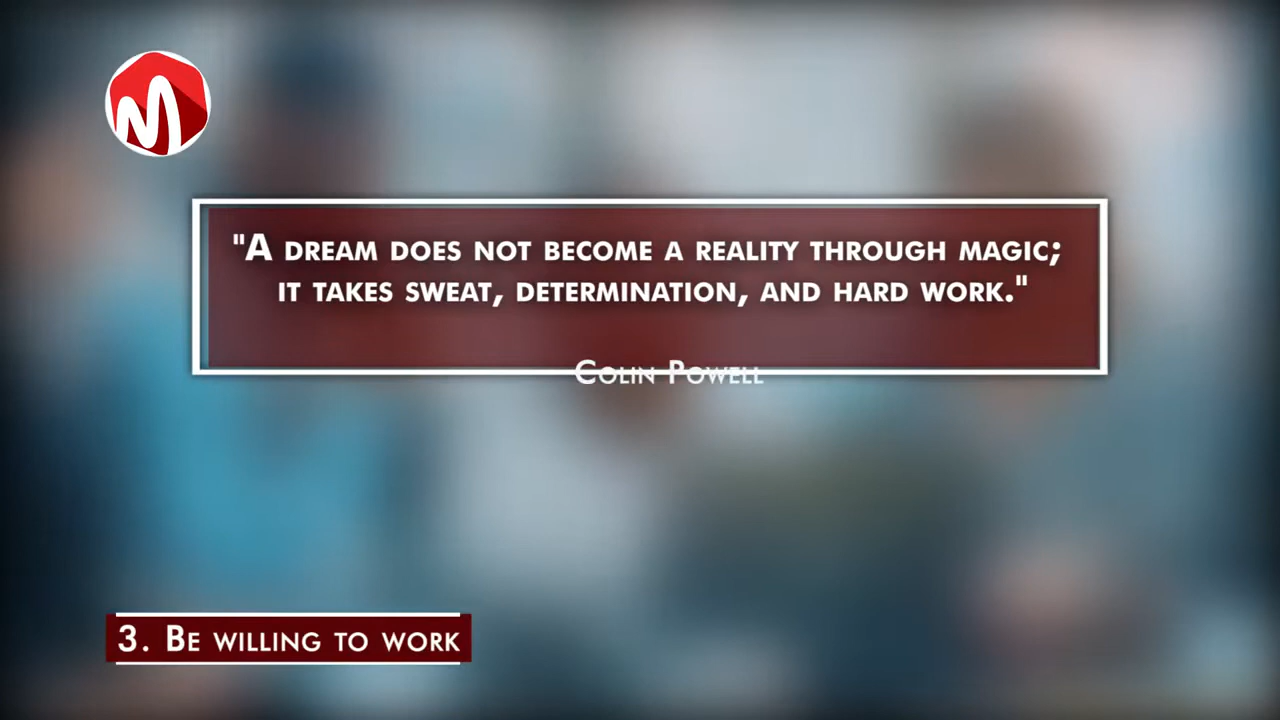 "A dream does not become a reality through magic;
it takes sweat, determination, and hard work."
Colin Powell
3. Be willing to work